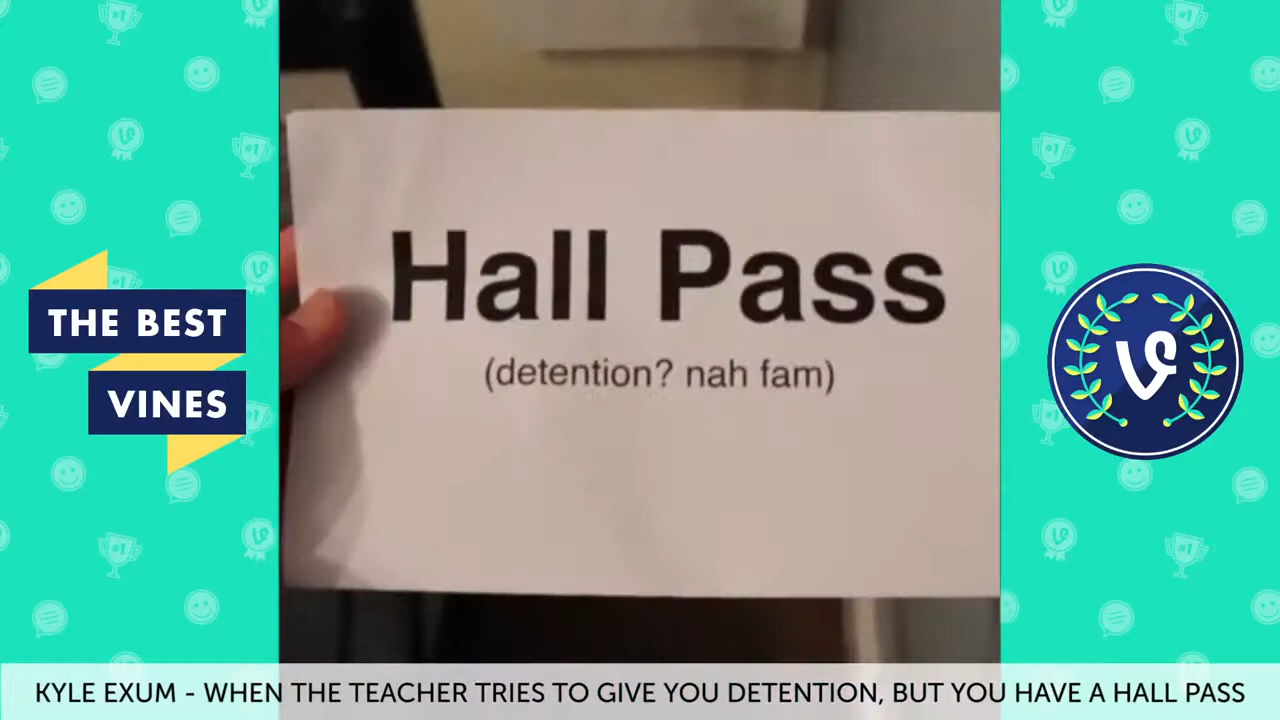 THE BEST
VINES
Hall Pass
(detention? nah fam)
KYLE EXUM - WHEN THE TEACHER TRIES TO GIVE YOU DETENTION, BUT YOU HAVE A HALL PASS